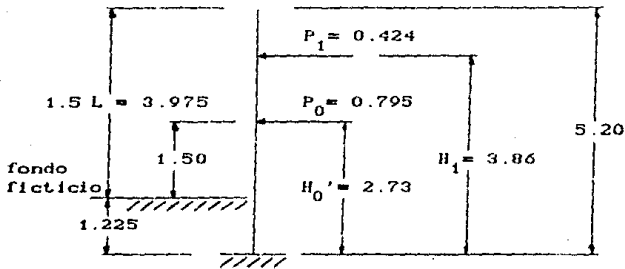 P₁= 0.424
1.5 L = 3.975
P₀= 0.795
5.20
1.50
H₁= 3.86
fondo
ficticio
H₀'= 2.73
1.225